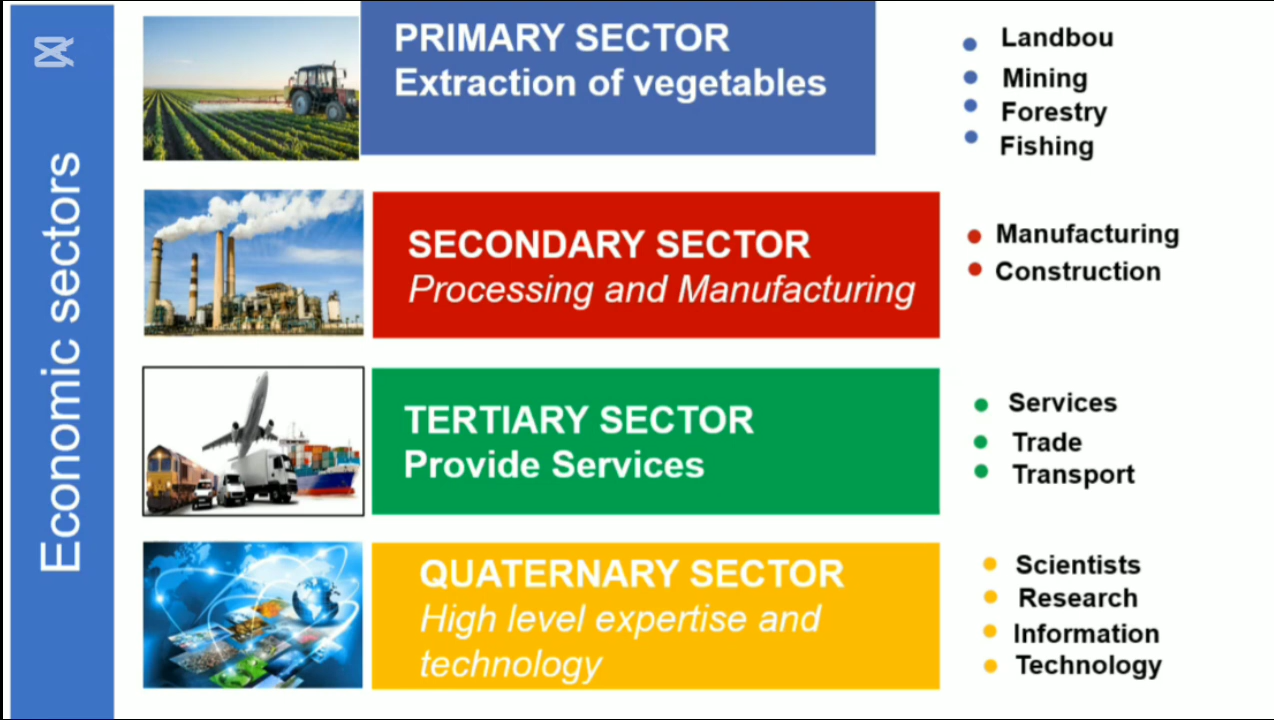 Economic sectors
PRIMARY SECTOR
Extraction of vegetables
Landbou
Mining
Forestry
Fishing
SECONDARY SECTOR
Processing and Manufacturing
Manufacturing
Construction
TERTIARY SECTOR
Provide Services
Services
Trade
Transport
QUATERNARY SECTOR
High level expertise and
technology
Scientists
Research
Information
Technology